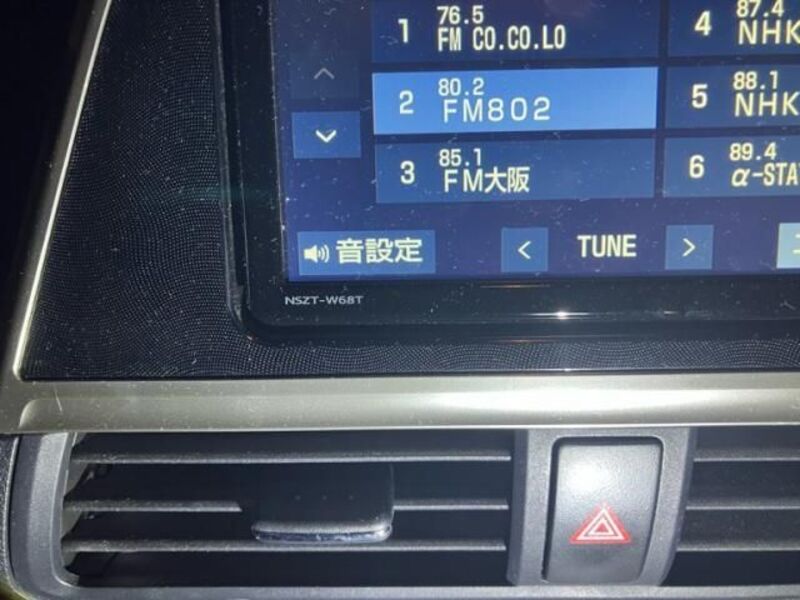 1 76.5
FM CO.CO.LO
4 87.4
NHK
2 80.2
FM802
5 88.1
NHK
3 85.1
FM大阪
6 89.4
α-STA
音設定 < TUNE >
NSZT-W68T